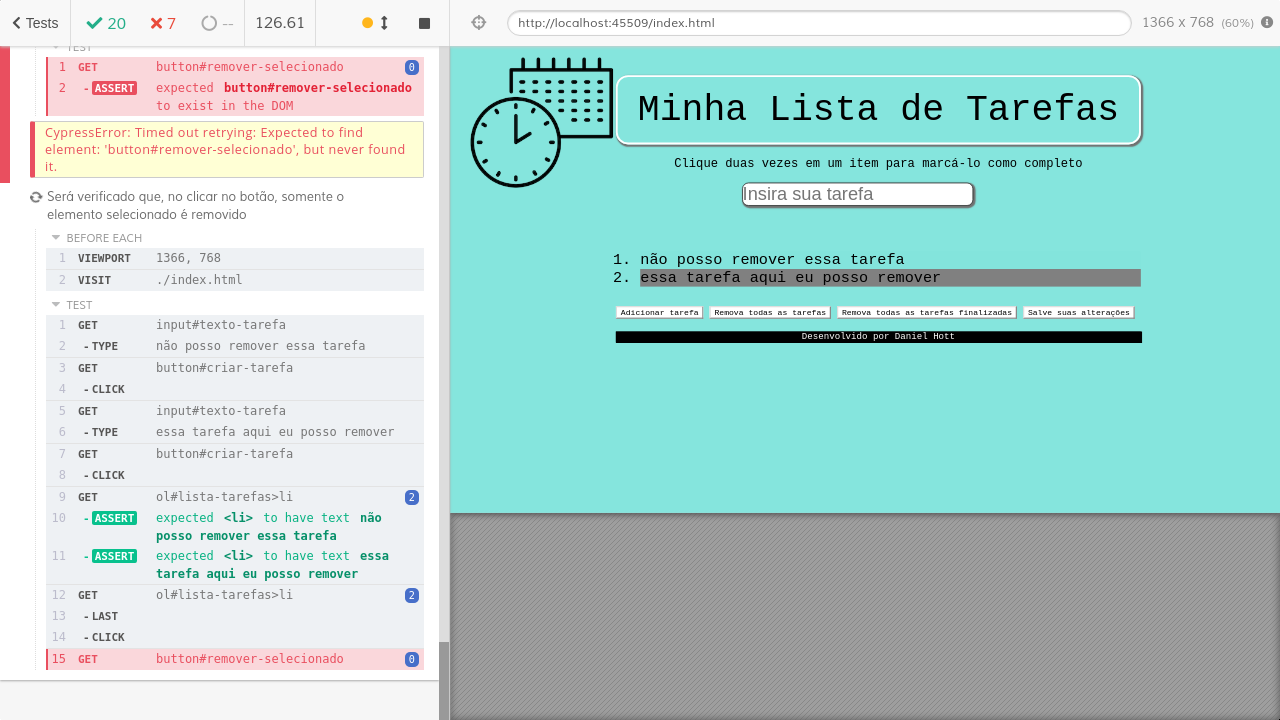 Tests
20
7
--
126.61
http://localhost:45509/index.html
1366 x 768 (60%)
TEST
1 GET button#remover-selecionado 0
2 - ASSERT expected button#remover-selecionado
to exist in the DOM
CypressError: Timed out retrying: Expected to find
element: 'button#remover-selecionado', but never found
it.
Será verificado que, no clicar no botão, somente o
elemento selecionado é removido
BEFORE EACH
1 VIEWPORT 1366, 768
2 VISIT ./index.html
TEST
1 GET input#texto-tarefa
2 - TYPE não posso remover essa tarefa
3 GET button#criar-tarefa
4 - CLICK
5 GET input#texto-tarefa
6 - TYPE essa tarefa aqui eu posso remover
7 GET button#criar-tarefa
8 - CLICK
9 GET ol#lista-tarefas>li 2
10 - ASSERT expected <li> to have text não
posso remover essa tarefa
11 - ASSERT expected <li> to have text essa
tarefa aqui eu posso remover
12 GET ol#lista-tarefas>li 2
13 - LAST
14 - CLICK
15 GET button#remover-selecionado 0
Minha Lista de Tarefas
Clique duas vezes em um item para marcá-lo como completo
Insira sua tarefa
1. não posso remover essa tarefa
2. essa tarefa aqui eu posso remover
Adicionar tarefa Remova todas as tarefas Remova todas as tarefas finalizadas Salve suas alterações
Desenvolvido por Daniel Hott